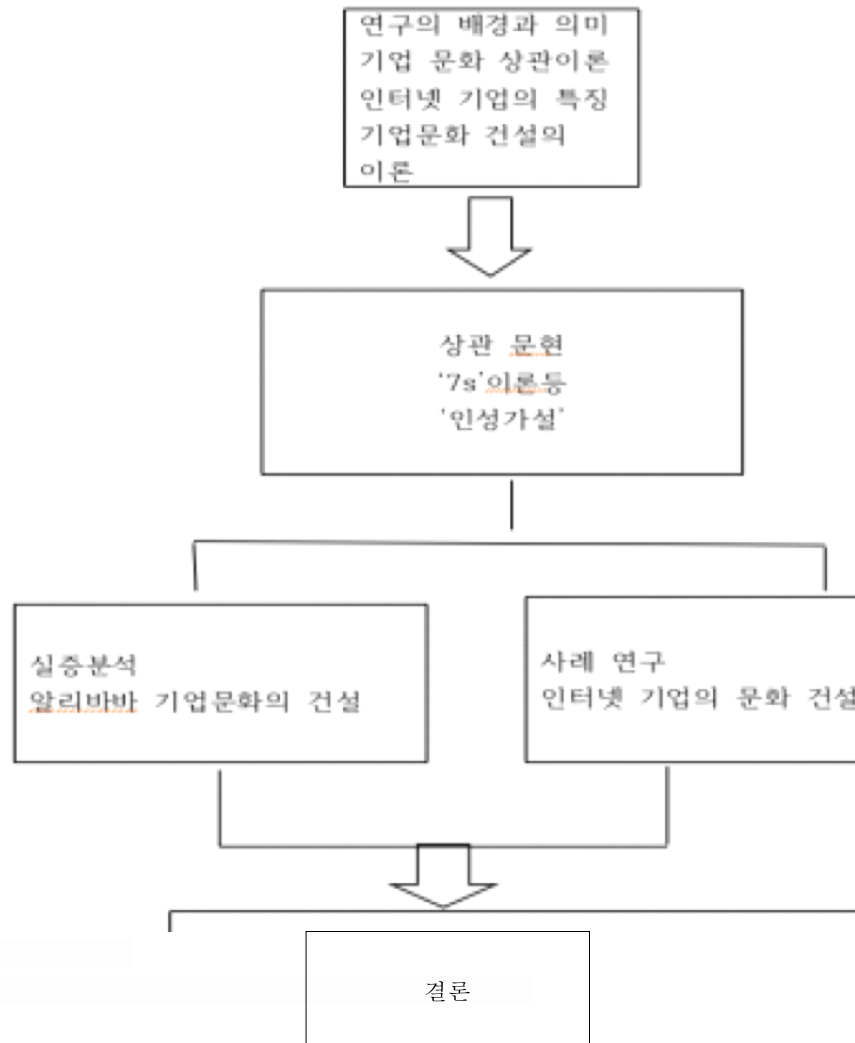 연구의 배경과 의미
기업 문화 상관이론
인터넷 기업의 특징
기업문화 건설의
이론
상관 문현
‘7s’이론등
‘인성가설’
실증분석
알리바바 기업문화의 건설
사례 연구
인터넷 기업의 문화 건설
결론